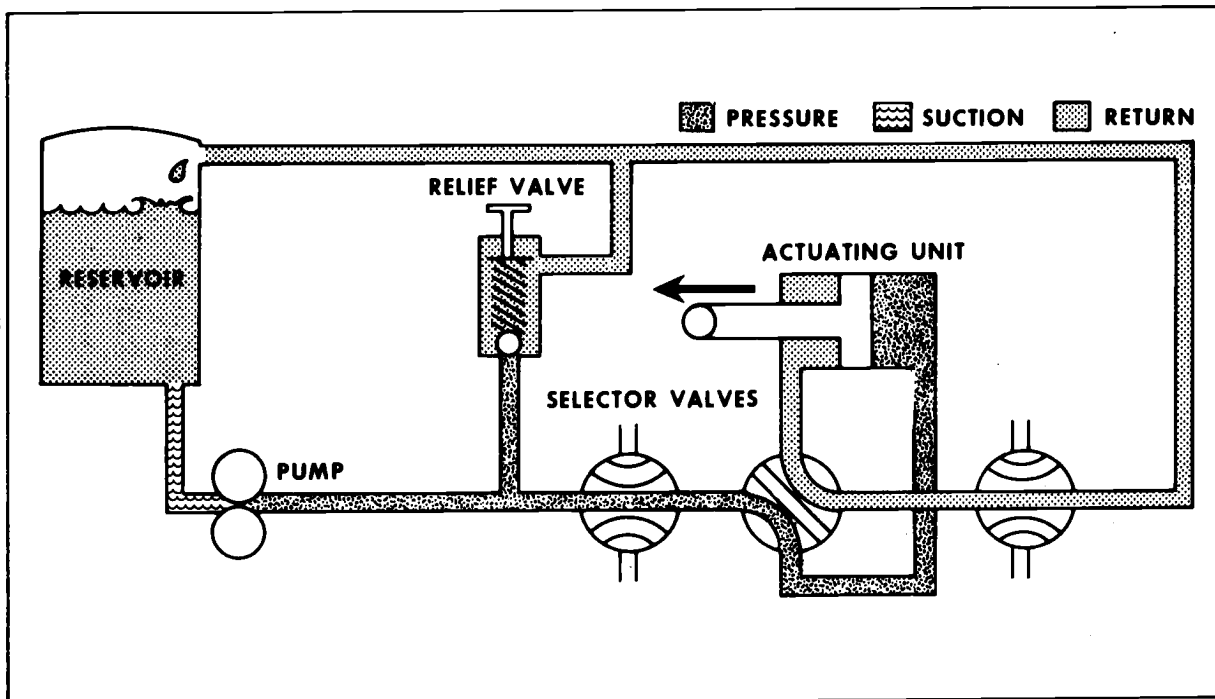 PRESSURE SUCTION RETURN
RELIEF VALVE
ACTUATING UNIT
RESERVOIR
SELECTOR VALVES
PUMP